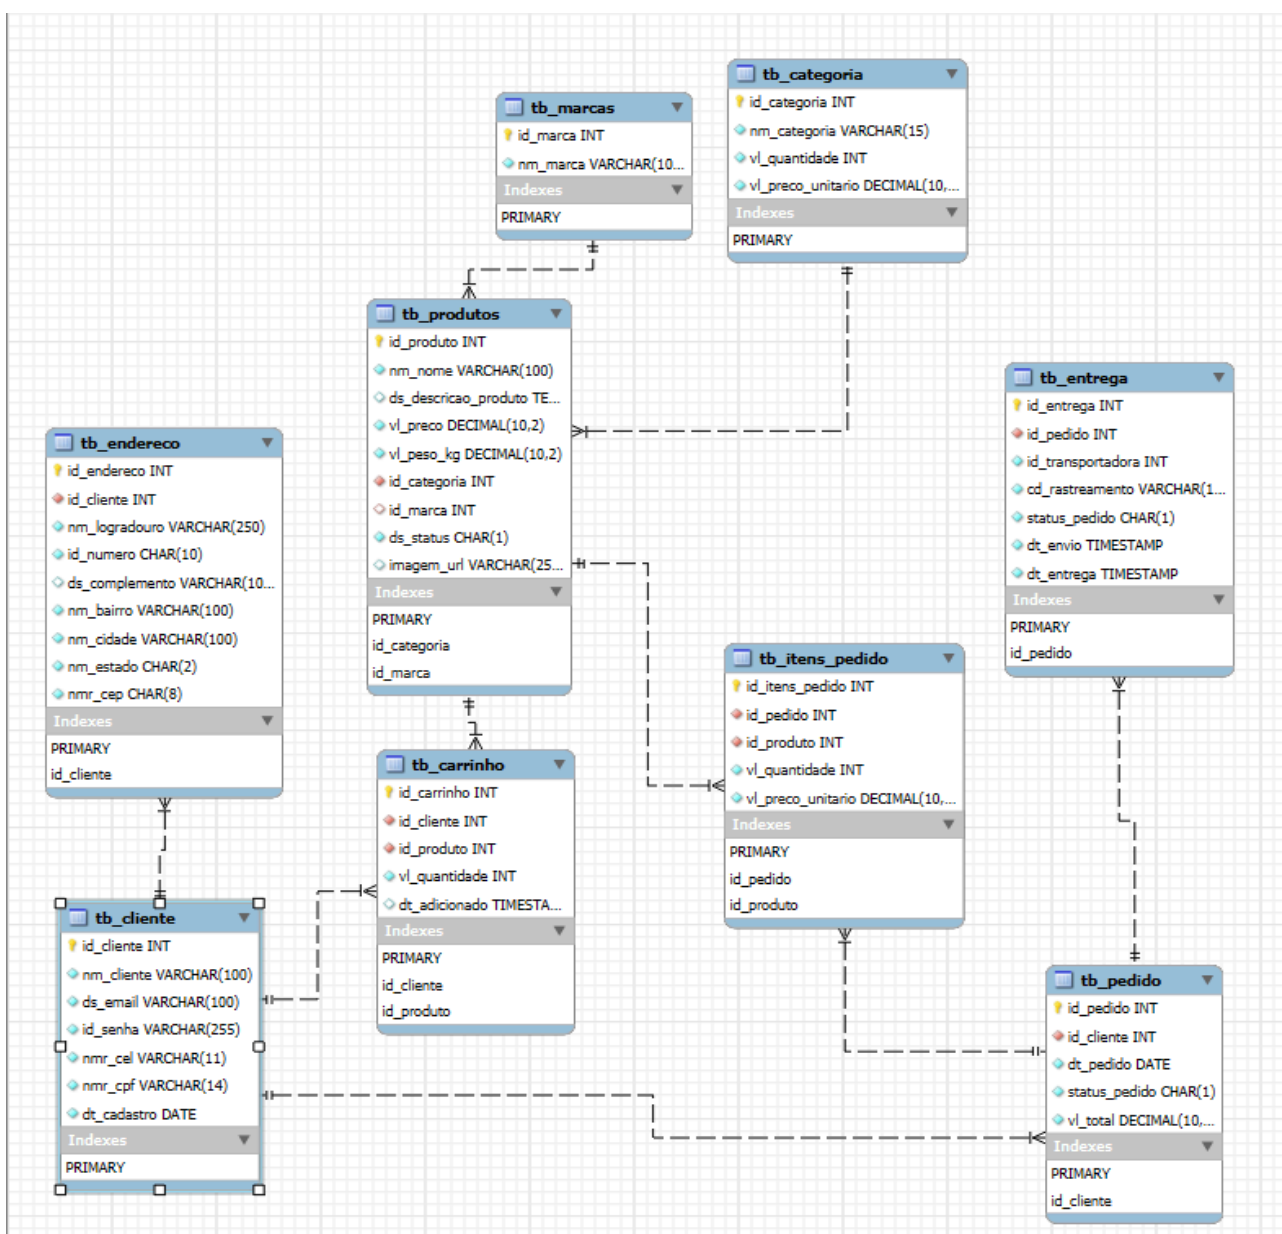 tb_marcas
id_marca INT
nm_marca VARCHAR(10...
Indexes
PRIMARY
tb_categoria
id_categoria INT
nm_categoria VARCHAR(15)
vl_quantidade INT
vl_preco_unitario DECIMAL(10,...
Indexes
PRIMARY
tb_produtos
id_produto INT
nm_nome VARCHAR(100)
ds_descricao_produto TE...
vl_preco DECIMAL(10,2)
vl_peso_kg DECIMAL(10,2)
id_categoria INT
id_marca INT
ds_status CHAR(1)
imagem_url VARCHAR(25...
Indexes
PRIMARY
id_categoria
id_marca
tb_entrega
id_entrega INT
id_pedido INT
id_transportadora INT
cd_rastreamento VARCHAR(1...
status_pedido CHAR(1)
dt_envio TIMESTAMP
dt_entrega TIMESTAMP
Indexes
PRIMARY
id_pedido
tb_endereco
id_endereco INT
id_cliente INT
nm_logradouro VARCHAR(250)
id_numero CHAR(10)
ds_complemento VARCHAR(10...
nm_bairro VARCHAR(100)
nm_cidade VARCHAR(100)
nm_estado CHAR(2)
nmr_cep CHAR(8)
Indexes
PRIMARY
id_cliente
tb_itens_pedido
id_itens_pedido INT
id_pedido INT
id_produto INT
vl_quantidade INT
vl_preco_unitario DECIMAL(10,...
Indexes
PRIMARY
id_pedido
id_produto
tb_carrinho
id_carrinho INT
id_cliente INT
id_produto INT
vl_quantidade INT
dt_adicionado TIMESTA...
Indexes
PRIMARY
id_cliente
id_produto
tb_cliente
id_cliente INT
nm_cliente VARCHAR(100)
ds_email VARCHAR(100)
id_senha VARCHAR(255)
nmr_cel VARCHAR(11)
nmr_cpf VARCHAR(14)
dt_cadastro DATE
Indexes
PRIMARY
tb_pedido
id_pedido INT
id_cliente INT
dt_pedido DATE
status_pedido CHAR(1)
vl_total DECIMAL(10,...
Indexes
PRIMARY
id_cliente